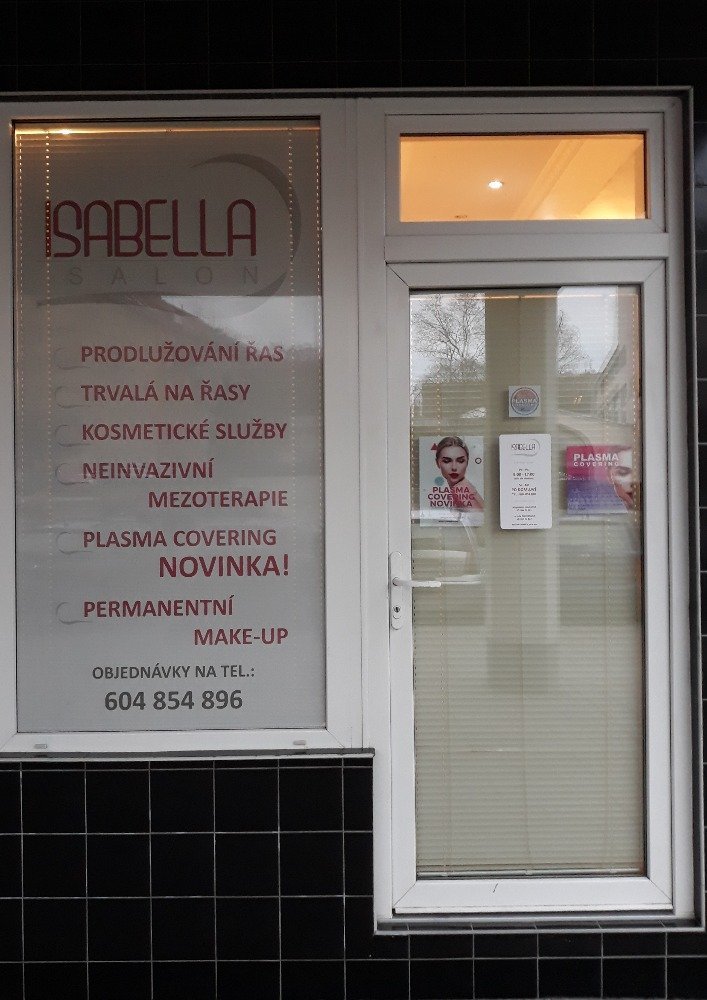 ISABELLA
SALON
PRODLUŽOVÁNÍ ŘAS
TRVALÁ NA ŘASY
KOSMETICKÉ SLUŽBY
NEINVAZIVNÍ
MEZOTERAPIE
PLASMA COVERING
NOVINKA!
PERMANENTNÍ
MAKE-UP
OBJEDNÁVKY NA TEL.:
604 854 896
PLASMA
PLASMA
COVERING
NOVINKA
ISABELLA
PLASMA
COVERING